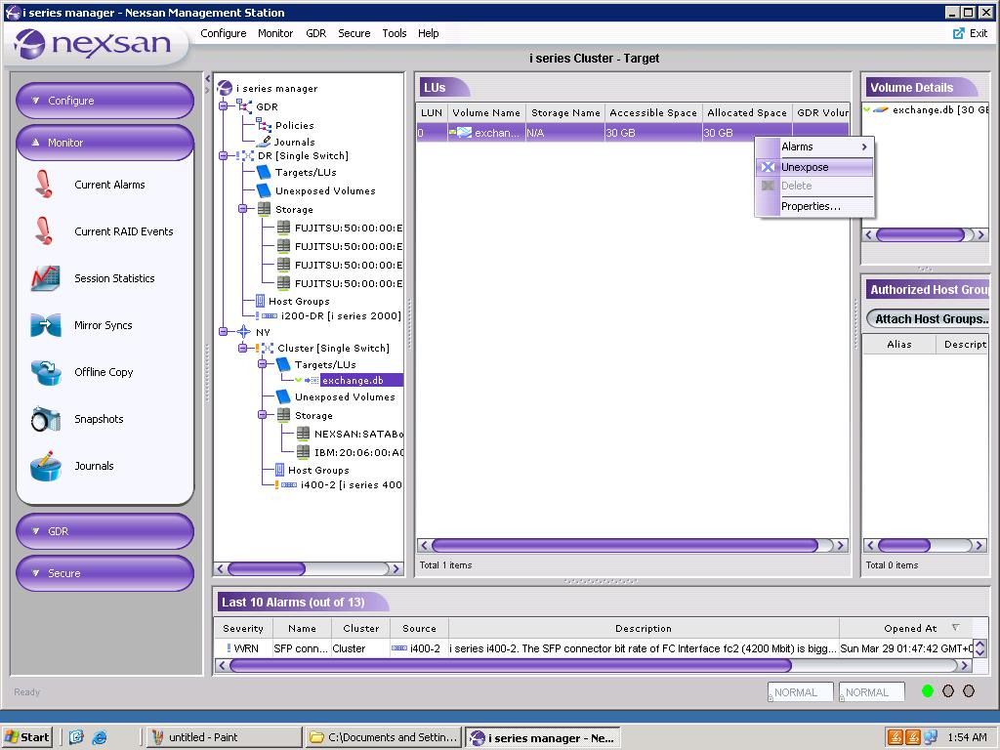 i series manager - Nexsan Management Station
nexsan
Configure Monitor GDR Secure Tools Help
Exit
i series Cluster - Target
Configure
Monitor
Current Alarms
Current RAID Events
Session Statistics
Mirror Syncs
Offline Copy
Snapshots
Journals
GDR
Secure
i series manager
GDR
Policies
Journals
DR [Single Switch]
Targets/LUs
Unexposed Volumes
Storage
FUJITSU:50:00:00:E
FUJITSU:50:00:00:E
FUJITSU:50:00:00:E
FUJITSU:50:00:00:E
Host Groups
i200-DR [i series 2000]
NY
Cluster [Single Switch]
Targets/LUs
exchange.db
Unexposed Volumes
Storage
NEXSAN:SATABo
IBM:20:06:00:A0
Host Groups
i400-2 [i series 400
LUs
LUN Volume Name Storage Name Accessible Space Allocated Space GDR Volur
0 exchan... N/A 30 GB 30 GB
Alarms
Unexpose
Delete
Properties...
Total 1 items
Volume Details
exchange.db [30 GB
Authorized Host Grou
Attach Host Groups..
Alias Descript
Total 0 items
Last 10 Alarms (out of 13)
Severity Name Cluster Source Description Opened At
WRN SFP conn... Cluster i400-2 i series i400-2. The SFP connector bit rate of FC Interface fc2 (4200 Mbit) is bigg... Sun Mar 29 01:47:42 GMT+0
Ready
NORMAL NORMAL
Start untitled - Paint C:\Documents and Settin... i series manager - Ne... 1:54 AM